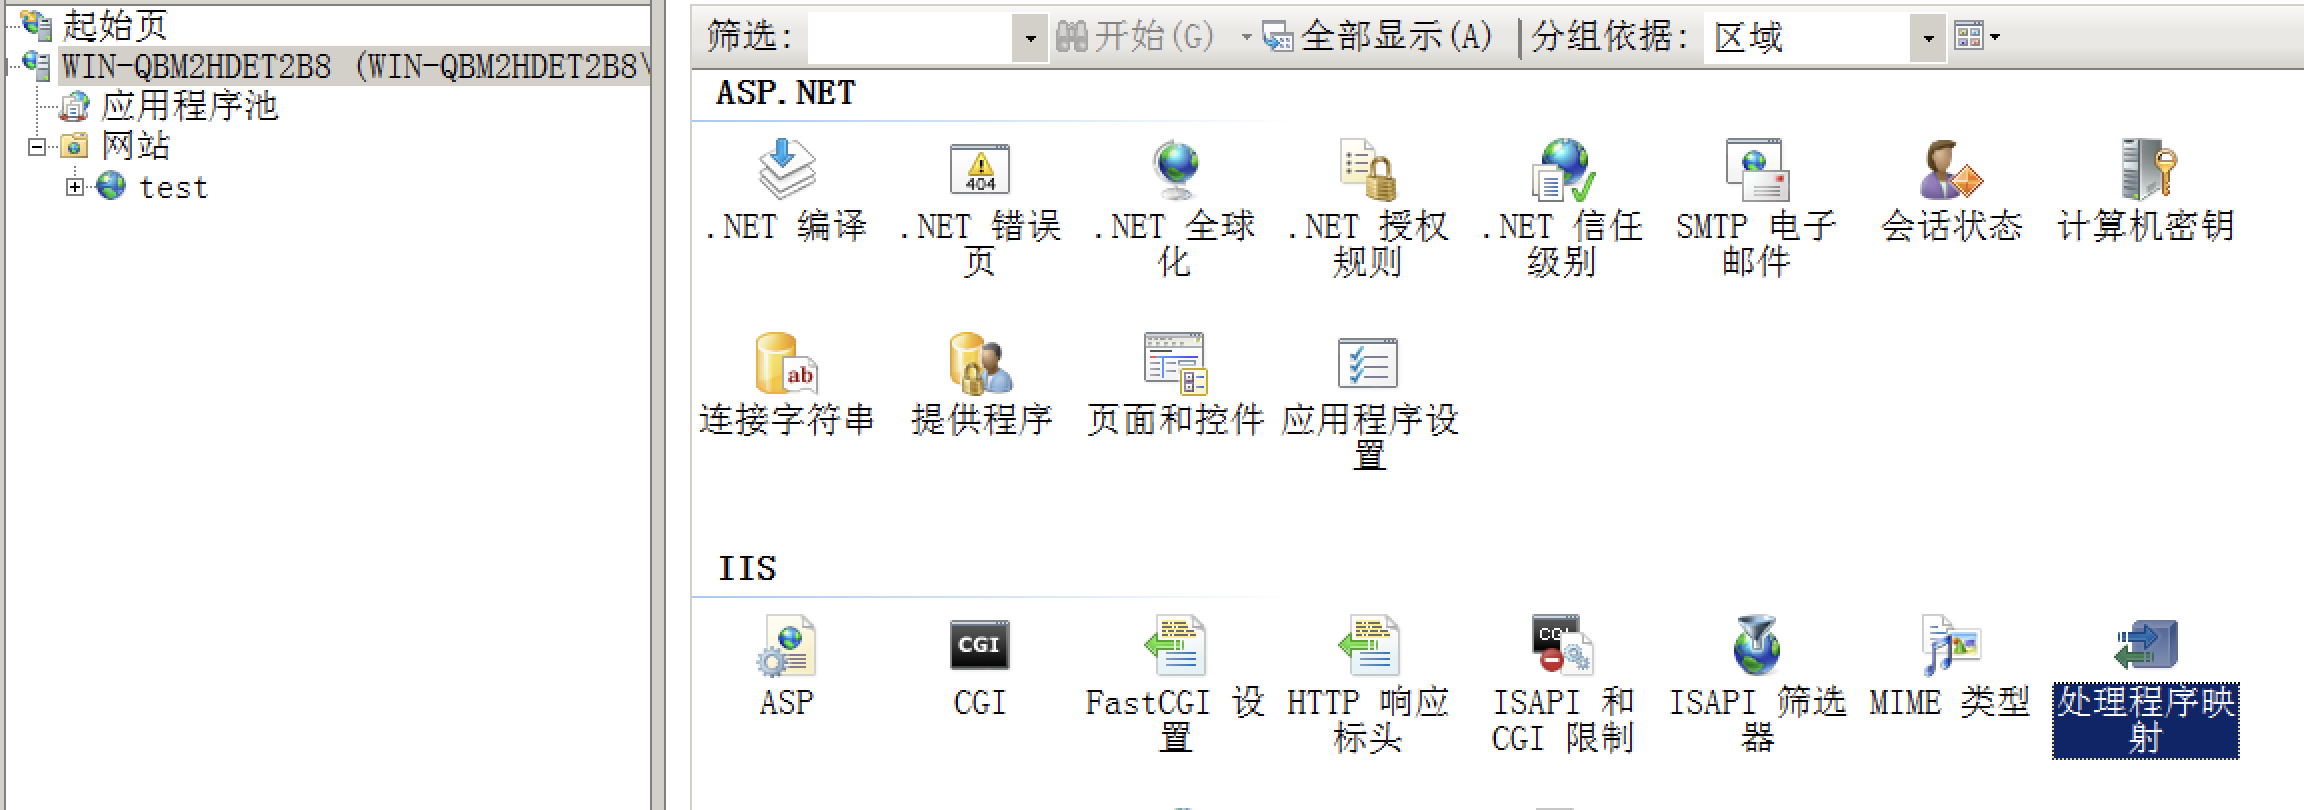 起始页
WIN-QBM2HDET2B8 (WIN-QBM2HDET2B8\
应用程序池
网站
test
筛选: 开始(G) 全部显示(A) 分组依据: 区域
ASP.NET
404
.NET 编译
.NET 错误
页
.NET 全球
化
.NET 授权
规则
.NET 信任
级别
SMTP 电子
邮件
会话状态
计算机密钥
ab
连接字符串
提供程序
页面和控件
应用程序设
置
IIS
ASP
CGI
CGI
FastCGI 设
置
HTTP 响应
标头
CGI
ISAPI 和
CGI 限制
ISAPI 筛选
器
MIME 类型
处理程序映
射